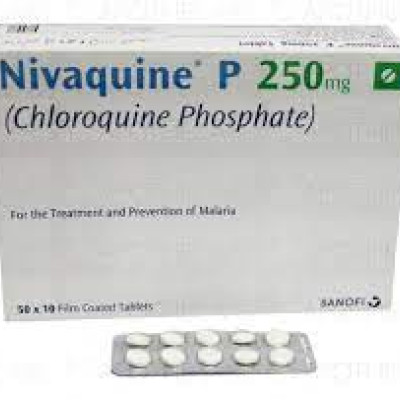 Nivaquine® P 250mg
(Chloroquine Phosphate)
For the Treatment and Prevention of Malaria
50 x 10 Film Coated Tablets
SANOFI